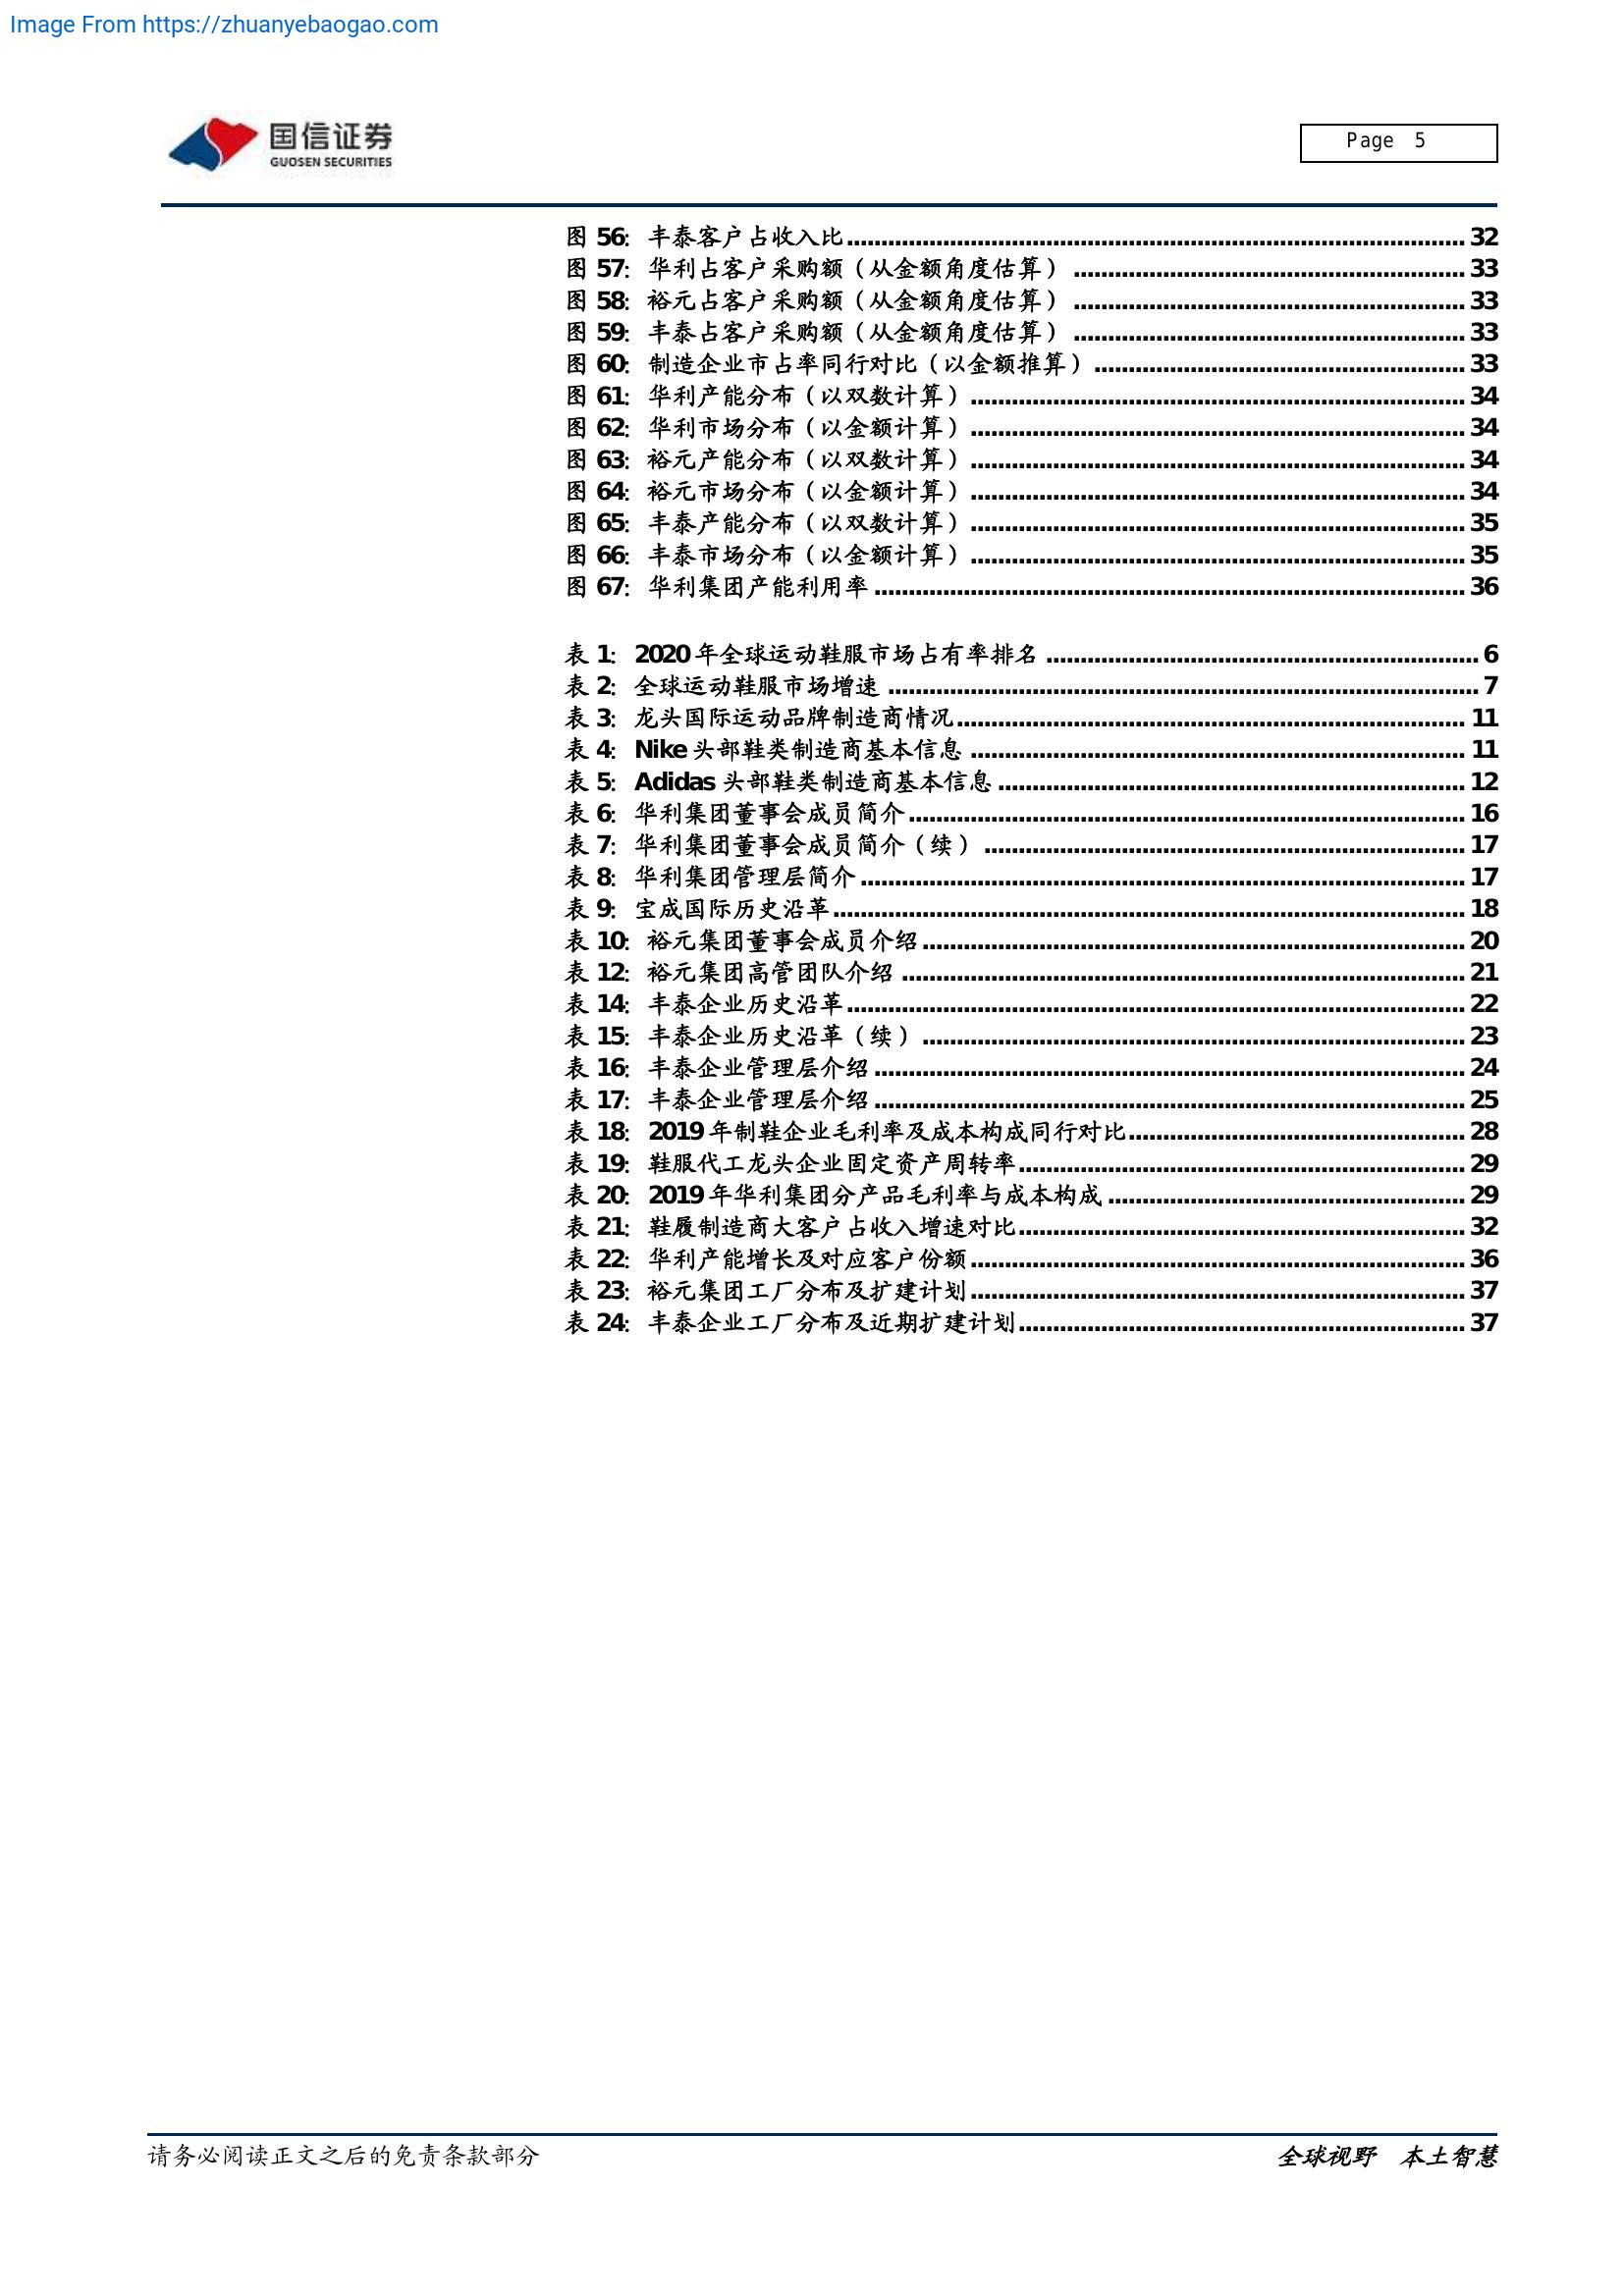 Image From https://zhuanyebaogao.com
国信证券
GUOSEN SECURITIES
Page 5
图 56: 丰泰客户占收入比 32
图 57: 华利占客户采购额（从金额角度估算） 33
图 58: 裕元占客户采购额（从金额角度估算） 33
图 59: 丰泰占客户采购额（从金额角度估算） 33
图 60: 制造企业市占率同行对比（以金额推算） 33
图 61: 华利产能分布（以双数计算） 34
图 62: 华利市场分布（以金额计算） 34
图 63: 裕元产能分布（以双数计算） 34
图 64: 裕元市场分布（以金额计算） 34
图 65: 丰泰产能分布（以双数计算） 35
图 66: 丰泰市场分布（以金额计算） 35
图 67: 华利集团产能利用率 36
表 1: 2020 年全球运动鞋服市场占有率排名 6
表 2: 全球运动鞋服市场增速 7
表 3: 龙头国际运动品牌制造商情况 11
表 4: Nike 头部鞋类制造商基本信息 11
表 5: Adidas 头部鞋类制造商基本信息 12
表 6: 华利集团董事会成员简介 16
表 7: 华利集团董事会成员简介（续） 17
表 8: 华利集团管理层简介 17
表 9: 宝成国际历史沿革 18
表 10: 裕元集团董事会成员介绍 20
表 12: 裕元集团高管团队介绍 21
表 14: 丰泰企业历史沿革 22
表 15: 丰泰企业历史沿革（续） 23
表 16: 丰泰企业管理层介绍 24
表 17: 丰泰企业管理层介绍 25
表 18: 2019 年制鞋企业毛利率及成本构成同行对比 28
表 19: 鞋服代工龙头企业固定资产周转率 29
表 20: 2019 年华利集团分产品毛利率与成本构成 29
表 21: 鞋履制造商大客户占收入增速对比 32
表 22: 华利产能增长及对应客户份额 36
表 23: 裕元集团工厂分布及扩建计划 37
表 24: 丰泰企业工厂分布及近期扩建计划 37
请务必阅读正文之后的免责条款部分
全球视野 本土智慧